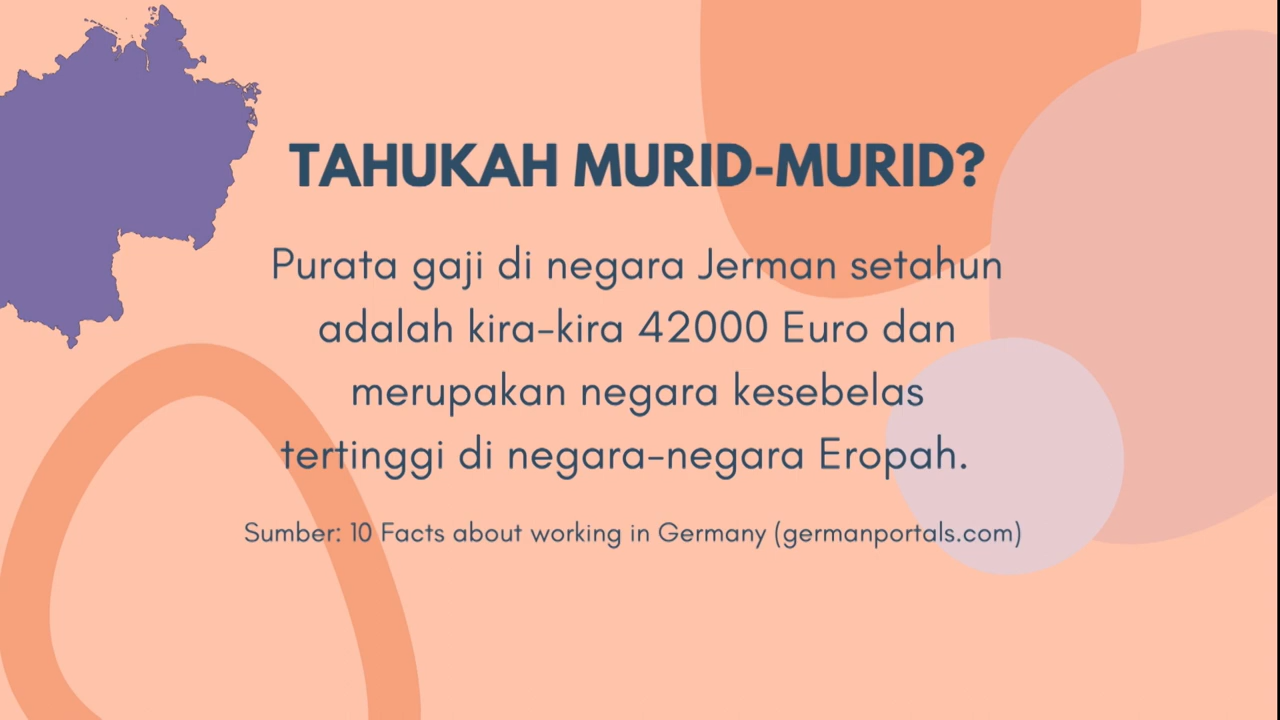 TAHUKAH MURID-MURID?
Purata gaji di negara Jerman setahun
adalah kira-kira 42000 Euro dan
merupakan negara kesebelas
tertinggi di negara-negara Eropah.
Sumber: 10 Facts about working in Germany (germanportals.com)